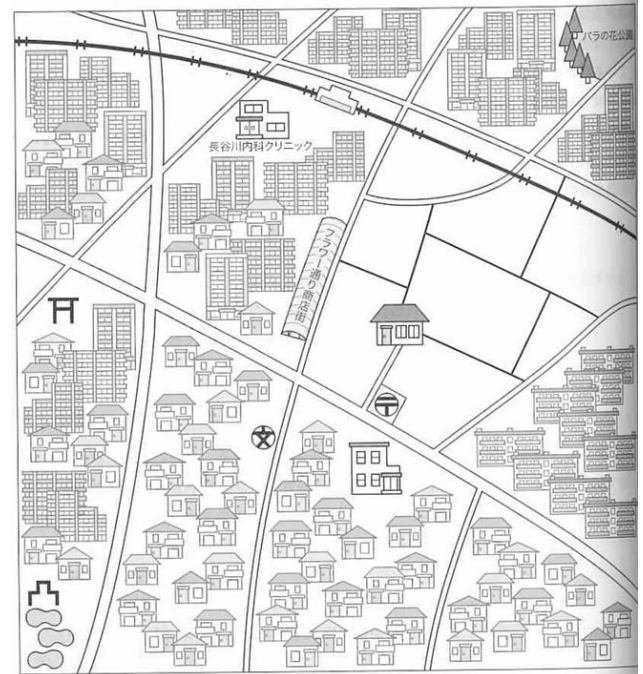 バラの花公園
長谷川内科クリニック
フラワー通り商店街